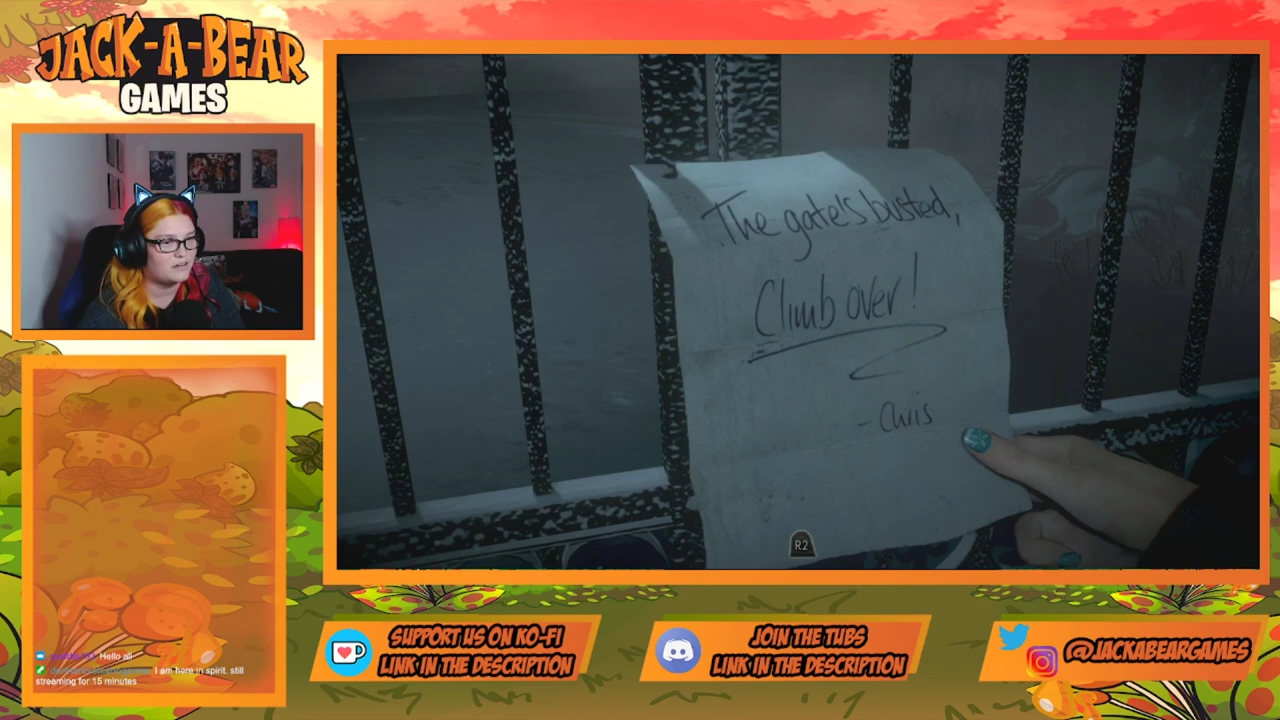 JACK-A-BEAR
GAMES
The gate's busted,
Climb over!
- Chris
R2
Hello all
I am here in spirit. still
streaming for 15 minutes
SUPPORT US ON KO-FI
LINK IN THE DESCRIPTION
JOIN THE TUBS
LINK IN THE DESCRIPTION
@JACKABEARGAMES